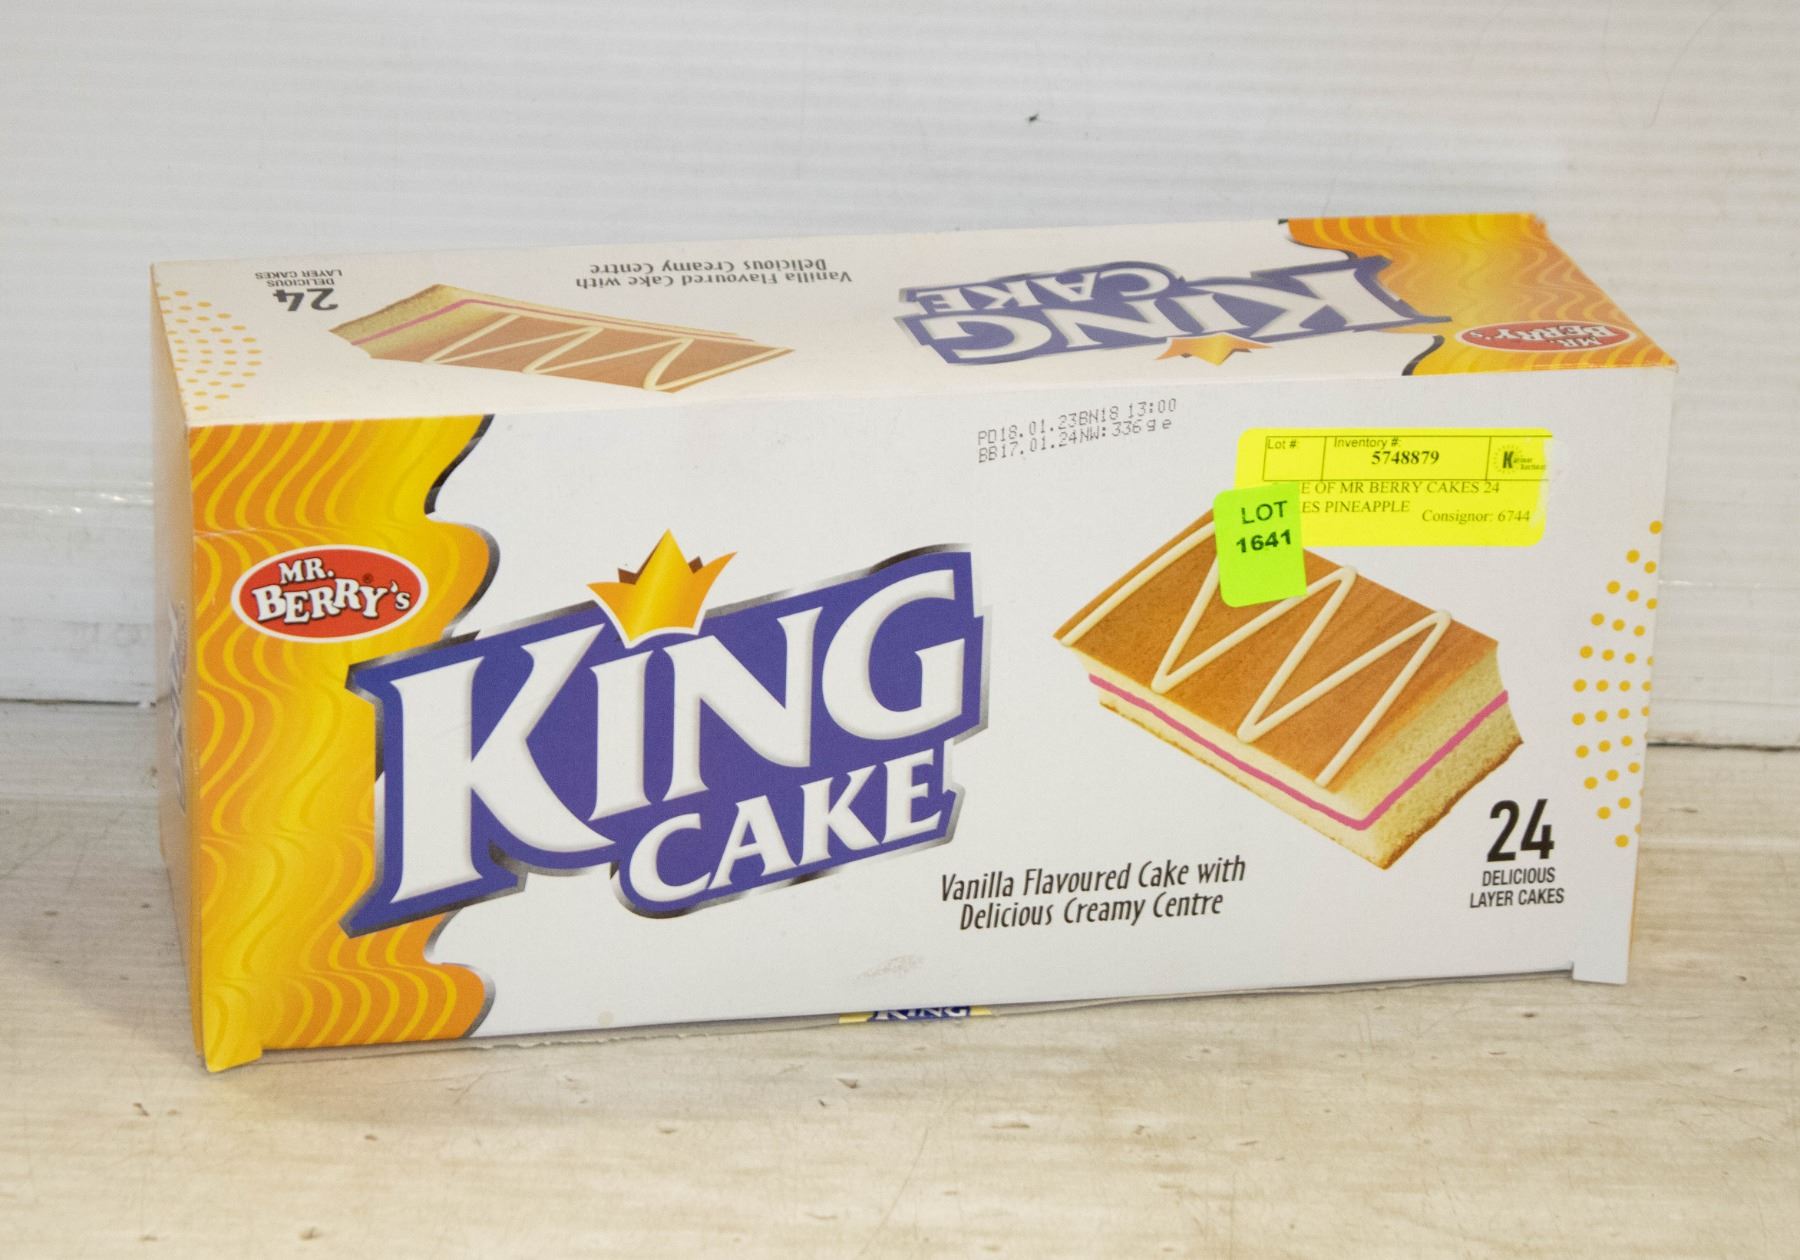 Vanilla Flavoured Cake with
Delicious Creamy Centre
24
DELICIOUS
LAYER CAKES
KING
CAKE
MR.
BERRY's
PD18.01.23BN18 13:00
BB17.01.24NW:336g e
Lot #:
Inventory #:
5748879
K
E OF MR BERRY CAKES 24
ES PINEAPPLE
Consignor: 6744
LOT
1641
MR.
BERRY's
KING
CAKE
Vanilla Flavoured Cake with
Delicious Creamy Centre
24
DELICIOUS
LAYER CAKES
KING